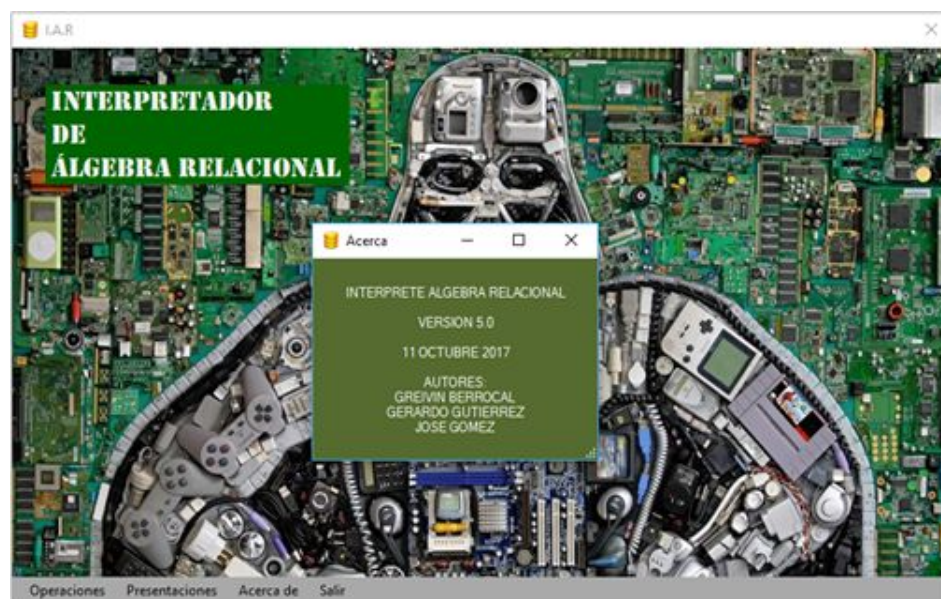 I.A.R
INTERPRETADOR
DE
ÁLGEBRA RELACIONAL
Acerca
INTERPRETE ALGEBRA RELACIONAL
VERSION 5.0
11 OCTUBRE 2017
AUTORES:
GREIVIN BERROCAL
GERARDO GUTIERREZ
JOSE GOMEZ
Operaciones Presentaciones Acerca de Salir